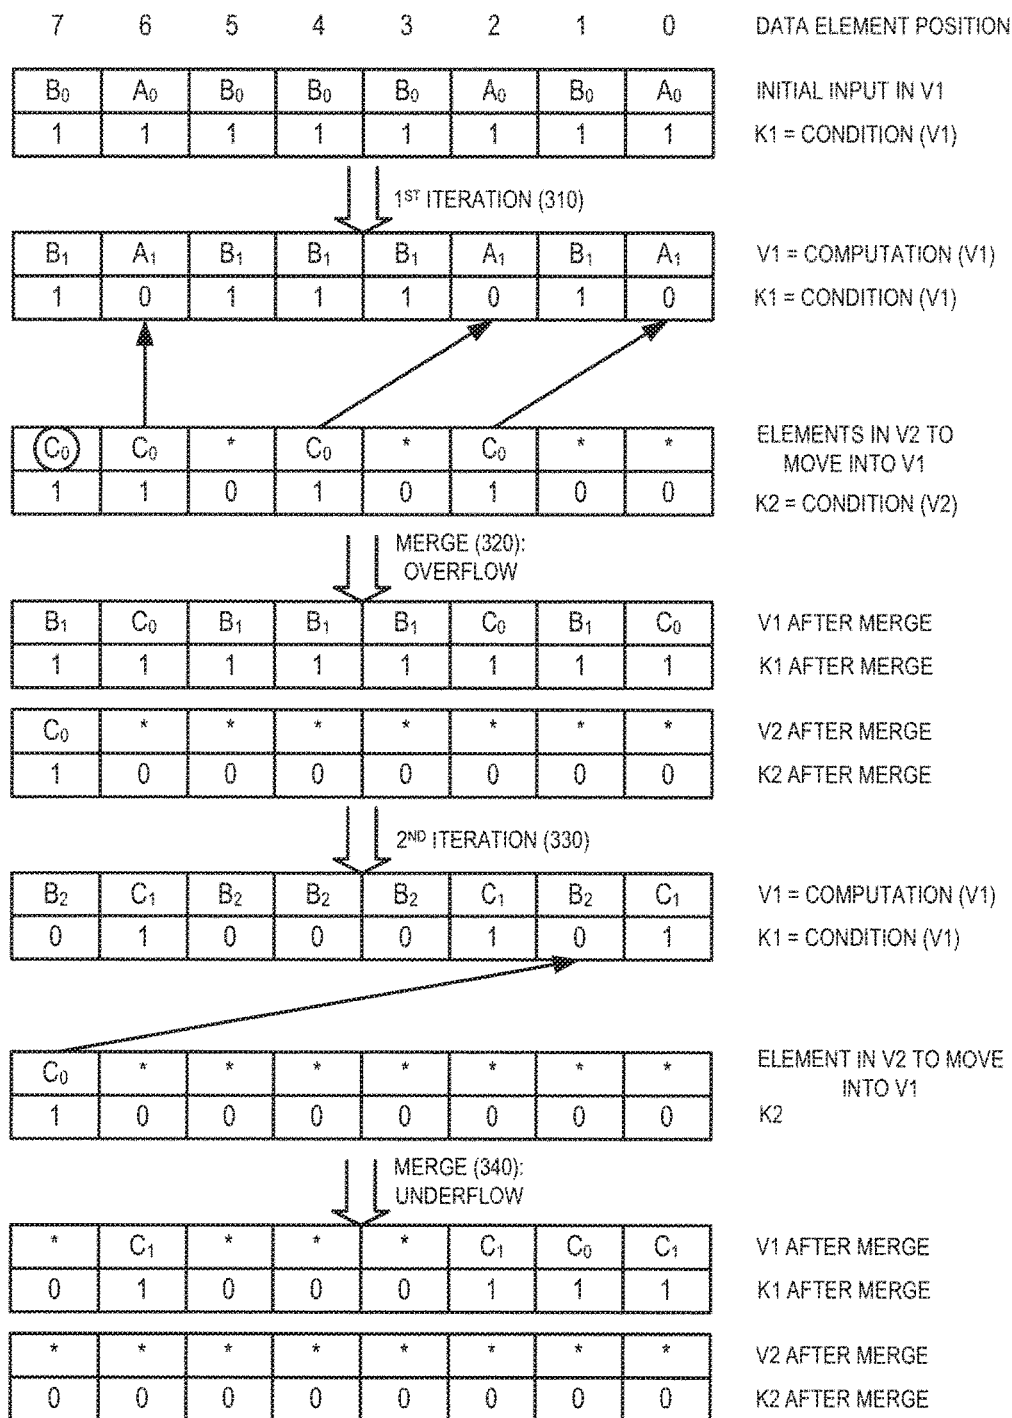 7 6 5 4 3 2 1 0 DATA ELEMENT POSITION
B₀ A₀ B₀ B₀ B₀ A₀ B₀ A₀ INITIAL INPUT IN V1
1 1 1 1 1 1 1 1 K1 = CONDITION (V1)
1ST ITERATION (310)
B₁ A₁ B₁ B₁ B₁ A₁ B₁ A₁ V1 = COMPUTATION (V1)
1 0 1 1 1 0 1 0 K1 = CONDITION (V1)
C₀ C₀ * C₀ * C₀ * * ELEMENTS IN V2 TO
MOVE INTO V1
1 1 0 1 0 1 0 0 K2 = CONDITION (V2)
MERGE (320):
OVERFLOW
B₁ C₀ B₁ B₁ B₁ C₀ B₁ C₀ V1 AFTER MERGE
1 1 1 1 1 1 1 1 K1 AFTER MERGE
C₀ * * * * * * * V2 AFTER MERGE
1 0 0 0 0 0 0 0 K2 AFTER MERGE
2ND ITERATION (330)
B₂ C₁ B₂ B₂ B₂ C₁ B₂ C₁ V1 = COMPUTATION (V1)
0 1 0 0 0 1 0 1 K1 = CONDITION (V1)
C₀ * * * * * * * ELEMENT IN V2 TO MOVE
INTO V1
1 0 0 0 0 0 0 0 K2
MERGE (340):
UNDERFLOW
* C₁ * * * C₁ C₀ C₁ V1 AFTER MERGE
0 1 0 0 0 1 1 1 K1 AFTER MERGE
* * * * * * * * V2 AFTER MERGE
0 0 0 0 0 0 0 0 K2 AFTER MERGE